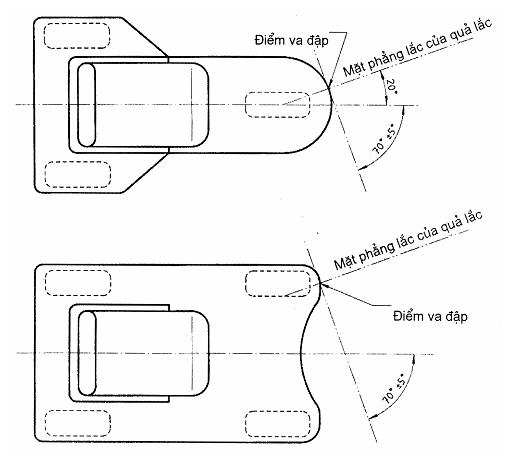 Điểm va đập
Mặt phẳng lắc của quả lắc
20°
70° ±5°
Mặt phẳng lắc của quả lắc
Điểm va đập
70° ±5°